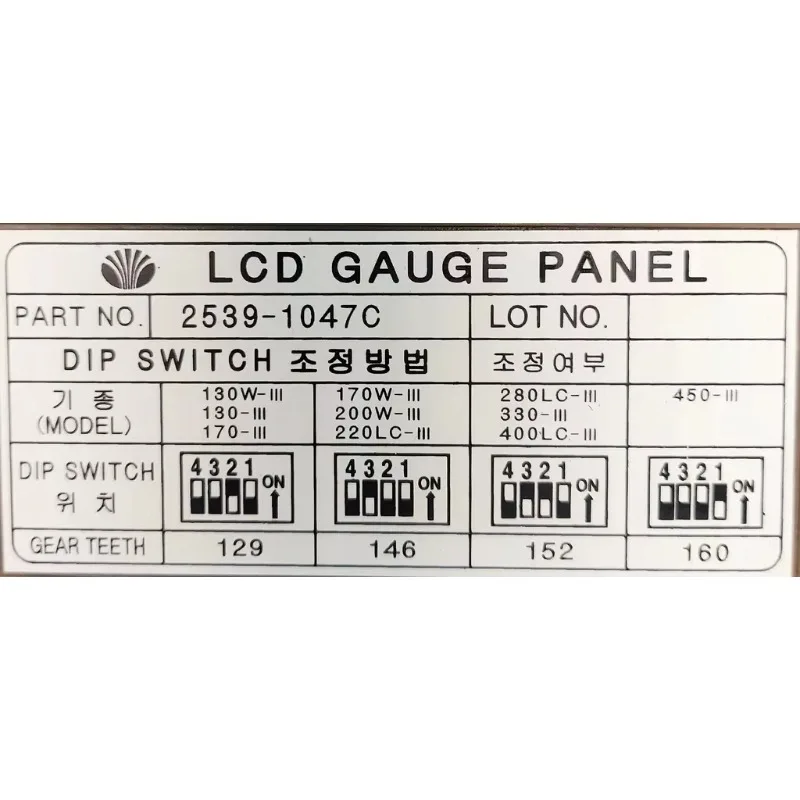 LCD GAUGE PANEL
PART NO. 2539-1047C LOT NO.
DIP SWITCH 조정방법 조정여부
기 종 130W-III 170W-III 280LC-III 450-III
(MODEL) 130-III 200W-III 330-III
170-III 220LC-III 400LC-III
DIP SWITCH 4321 ON 4321 ON 4321 ON 4321 ON
위 치
GEAR TEETH 129 146 152 160